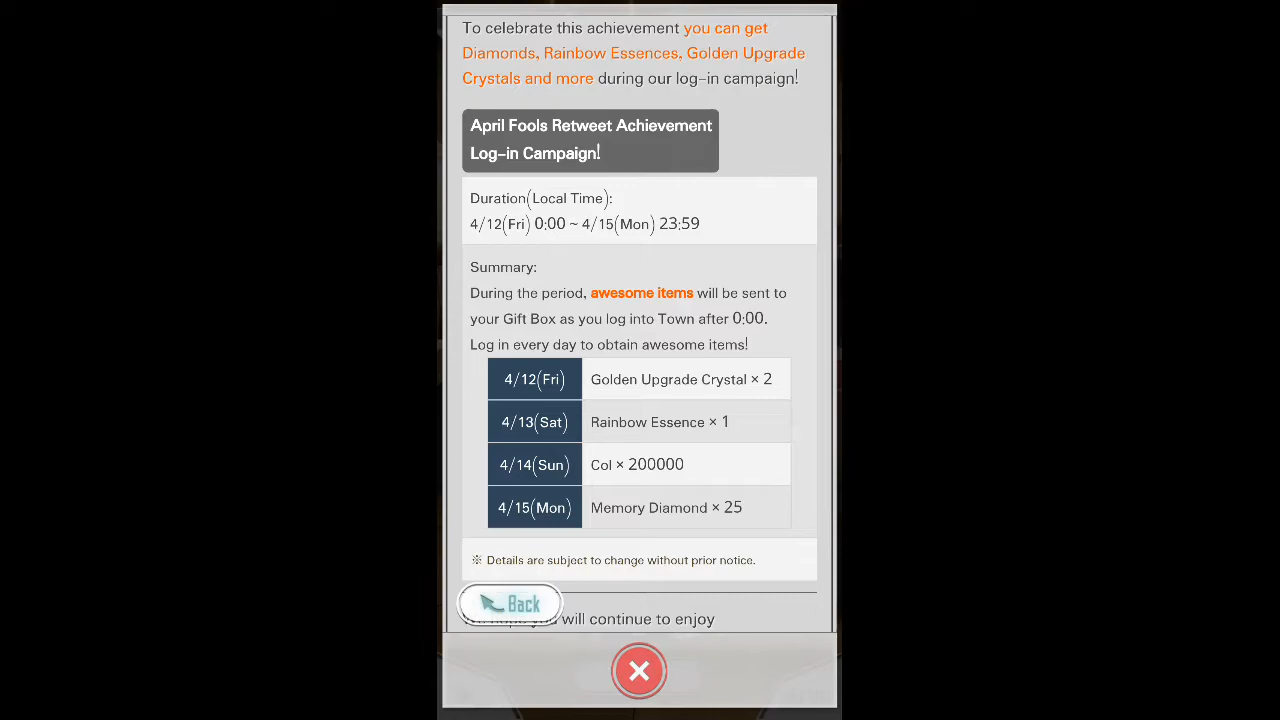 To celebrate this achievement you can get
Diamonds, Rainbow Essences, Golden Upgrade
Crystals and more during our log-in campaign!
April Fools Retweet Achievement
Log-in Campaign!
Duration(Local Time):
4/12(Fri) 0:00 ~ 4/15(Mon) 23:59
Summary:
During the period, awesome items will be sent to
your Gift Box as you log into Town after 0:00.
Log in every day to obtain awesome items!
4/12(Fri) Golden Upgrade Crystal × 2
4/13(Sat) Rainbow Essence × 1
4/14(Sun) Col × 200000
4/15(Mon) Memory Diamond × 25
※ Details are subject to change without prior notice.
Back
We hope you will continue to enjoy